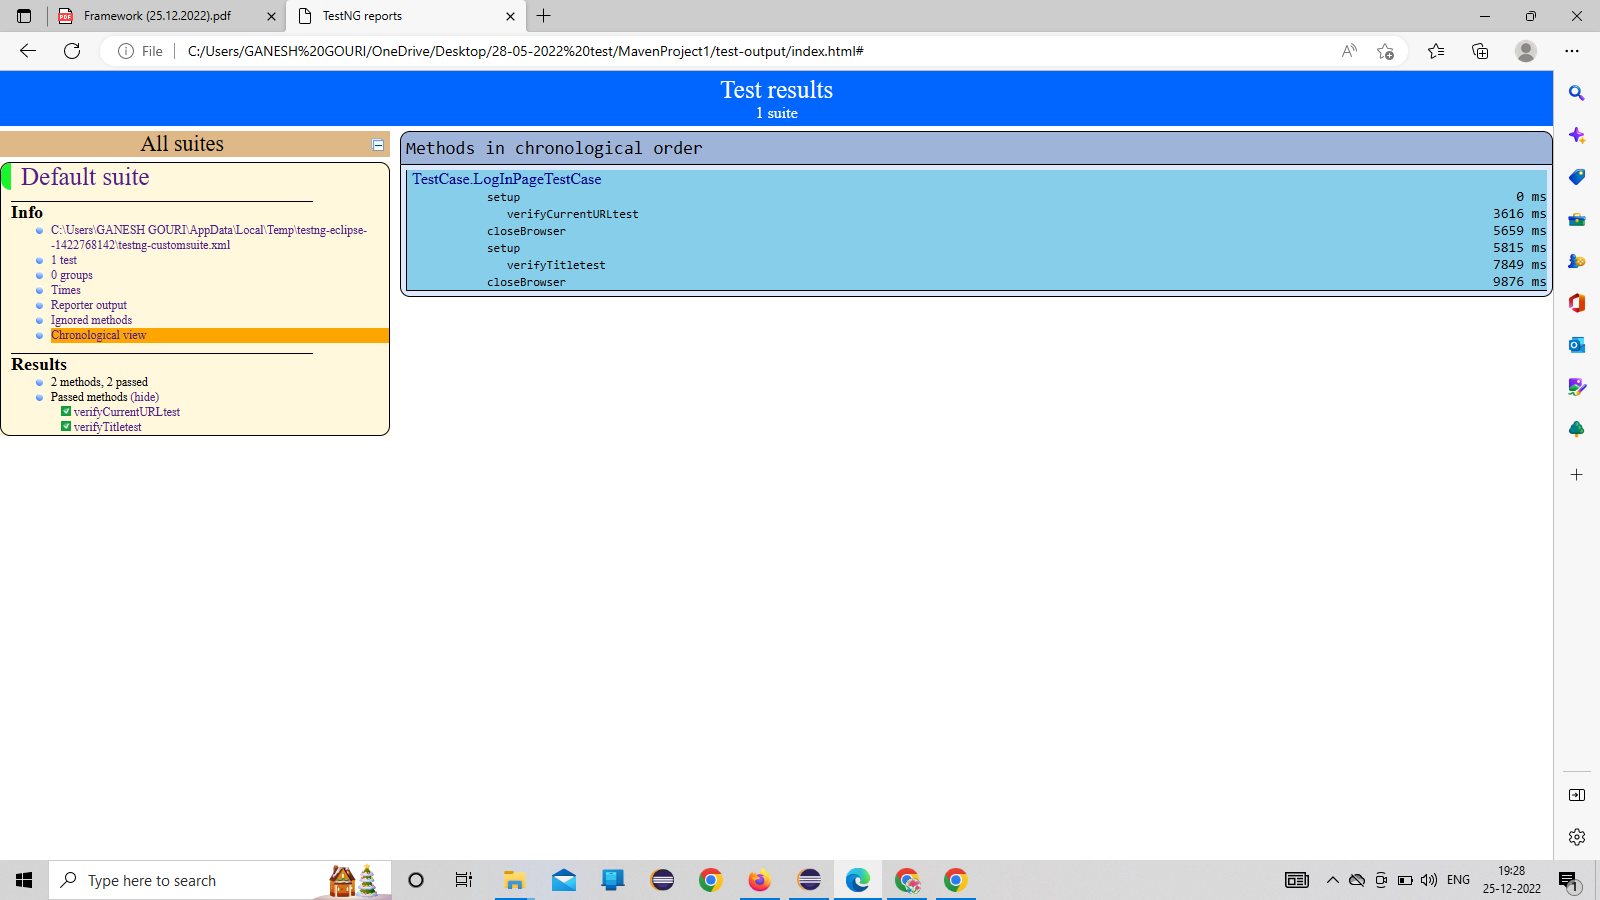 Framework (25.12.2022).pdf
TestNG reports
File
C:/Users/GANESH%20GOURI/OneDrive/Desktop/28-05-2022%20test/MavenProject1/test-output/index.html#
Test results
1 suite
All suites
Default suite
Info
C:\Users\GANESH GOURI\AppData\Local\Temp\testng-eclipse-
-1422768142\testng-customsuite.xml
1 test
0 groups
Times
Reporter output
Ignored methods
Chronological view
Results
2 methods, 2 passed
Passed methods (hide)
verifyCurrentURLtest
verifyTitletest
Methods in chronological order
TestCase.LogInPageTestCase
setup 0 ms
verifyCurrentURLtest 3616 ms
closeBrowser 5659 ms
setup 5815 ms
verifyTitletest 7849 ms
closeBrowser 9876 ms
Type here to search
ENG
19:28
25-12-2022
1